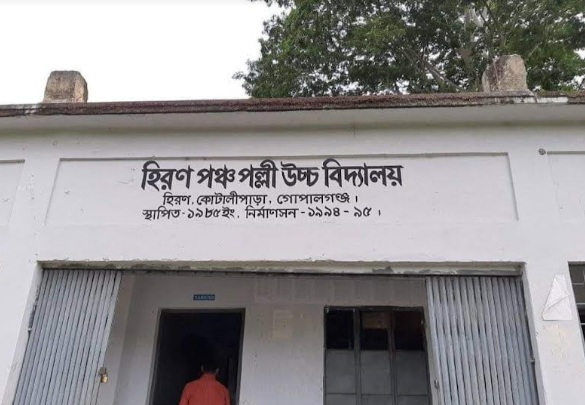 হিরণ পঞ্চ পল্লী উচ্চ বিদ্যালয়
হিরণ, কোটালীপাড়া, গোপালগঞ্জ।
স্থাপিত-১৯৮৫ইং, নির্মাণসন-১৯৯৪-৯৫।